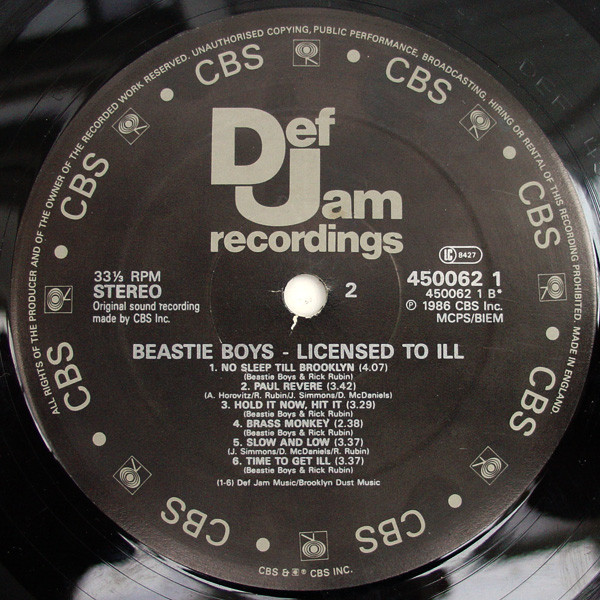 ALL RIGHTS OF THE PRODUCER AND OF THE OWNER OF THE RECORDED WORK RESERVED. UNAUTHORISED COPYING, PUBLIC PERFORMANCE, BROADCASTING, HIRING OR RENTAL OF THIS RECORDING PROHIBITED. MADE IN ENGLAND.
CBS
CBS
CBS
CBS
CBS
CBS
CBS
CBS
Def
Jam
recordings
LC 8427
33⅓ RPM
STEREO
Original sound recording
made by CBS Inc.
2
450062 1
450062 1 B*
℗ 1986 CBS Inc.
MCPS/BIEM
BEASTIE BOYS - LICENSED TO ILL
1. NO SLEEP TILL BROOKLYN (4.07)
(Beastie Boys & Rick Rubin)
2. PAUL REVERE (3.42)
(A. Horovitz/R. Rubin/J. Simmons/D. McDaniels)
3. HOLD IT NOW, HIT IT (3.29)
(Beastie Boys & Rick Rubin)
4. BRASS MONKEY (2.38)
(Beastie Boys & Rick Rubin)
5. SLOW AND LOW (3.37)
(J. Simmons/D. McDaniels/R. Rubin)
6. TIME TO GET ILL (3.37)
(Beastie Boys & Rick Rubin)
(1-6) Def Jam Music/Brooklyn Dust Music
CBS & ® CBS INC.